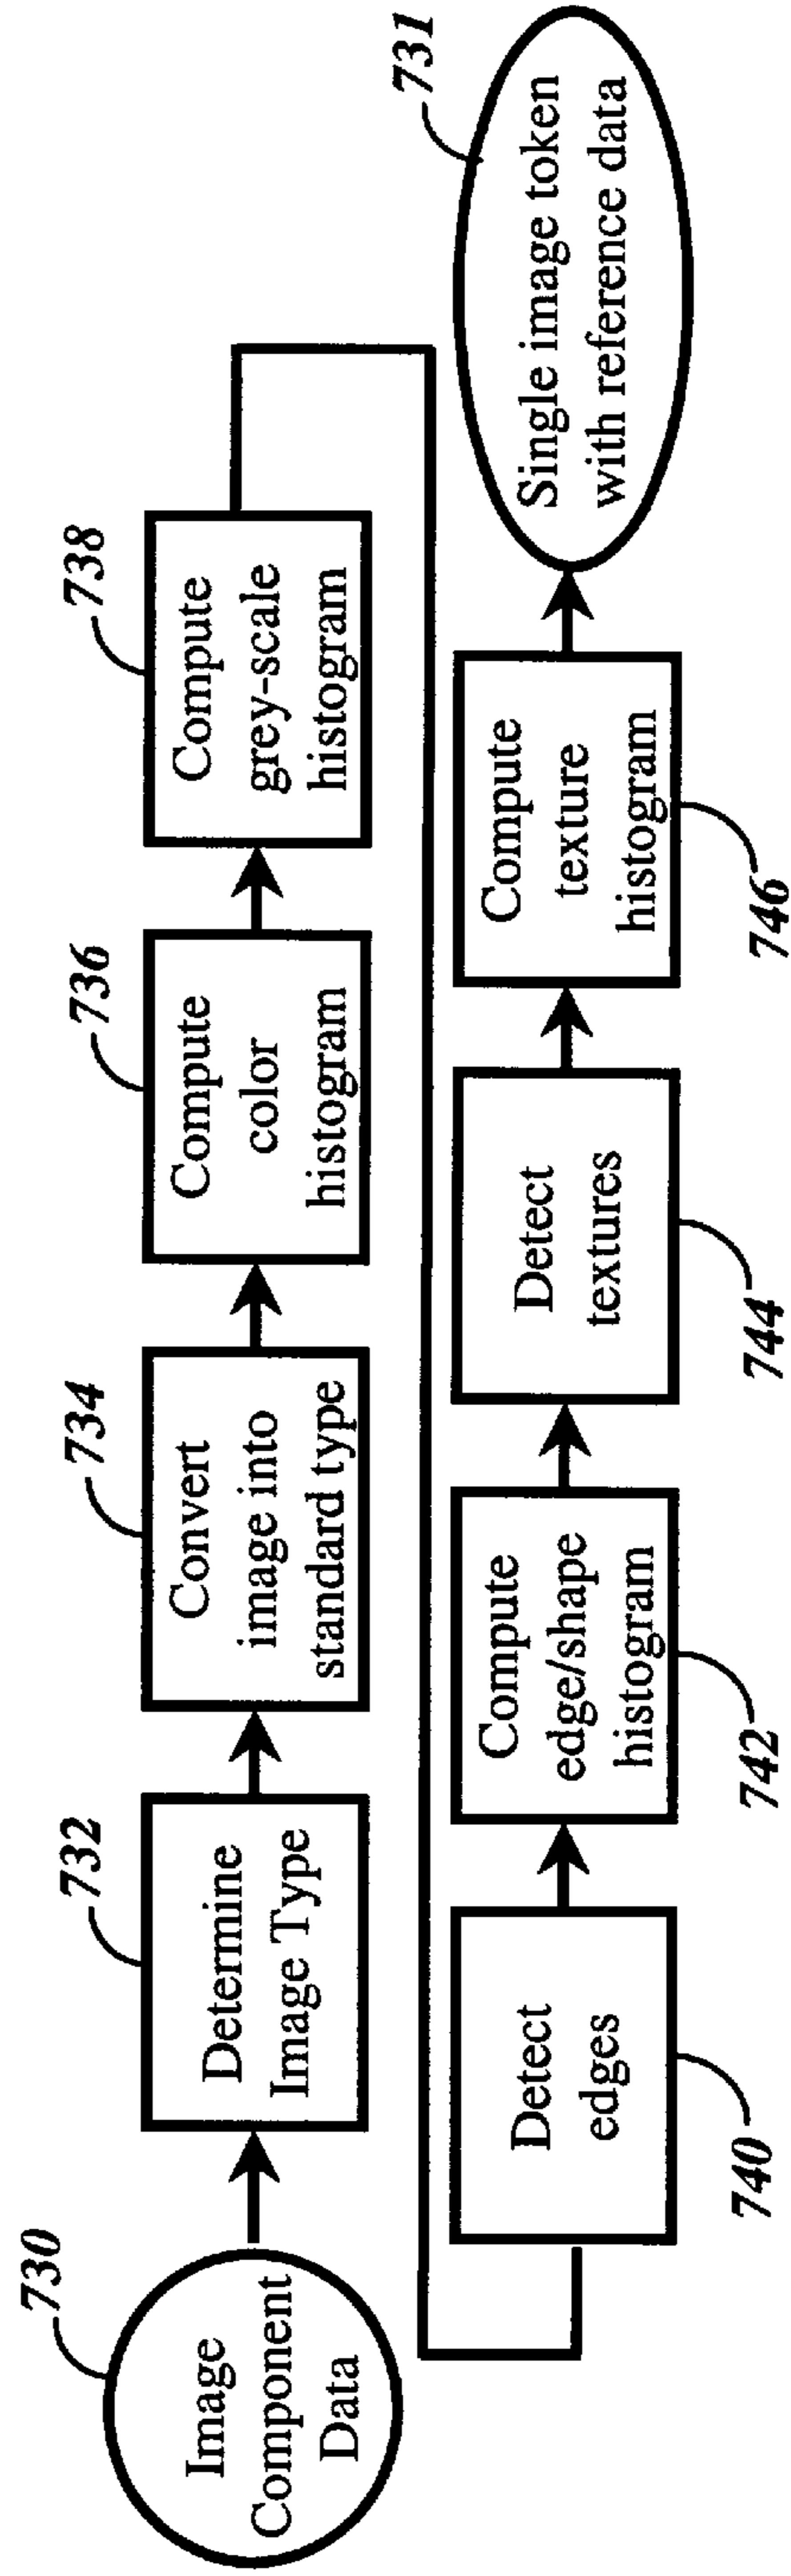 730
Image
Component
Data
732
Determine
Image Type
734
Convert
image into
standard type
736
Compute
color
histogram
738
Compute
grey-scale
histogram
Detect
edges
740
Compute
edge/shape
histogram
742
Detect
textures
744
Compute
texture
histogram
746
731
Single image token
with reference data